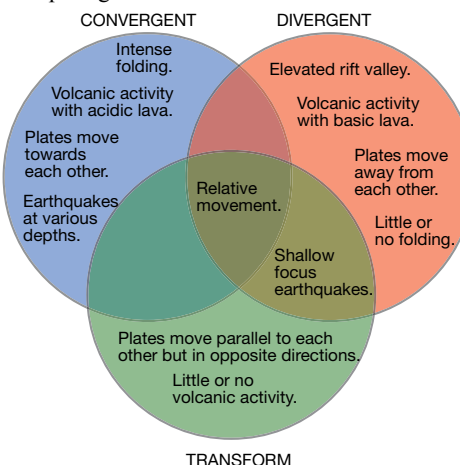 CONVERGENT
DIVERGENT
Intense
folding.
Volcanic activity
with acidic lava.
Plates move
towards
each other.
Earthquakes
at various
depths.
Elevated rift valley.
Volcanic activity
with basic lava.
Plates move
away from
each other.
Little or
no folding.
Relative
movement.
Shallow
focus
earthquakes.
Plates move parallel to each
other but in opposite directions.
Little or no
volcanic activity.
TRANSFORM